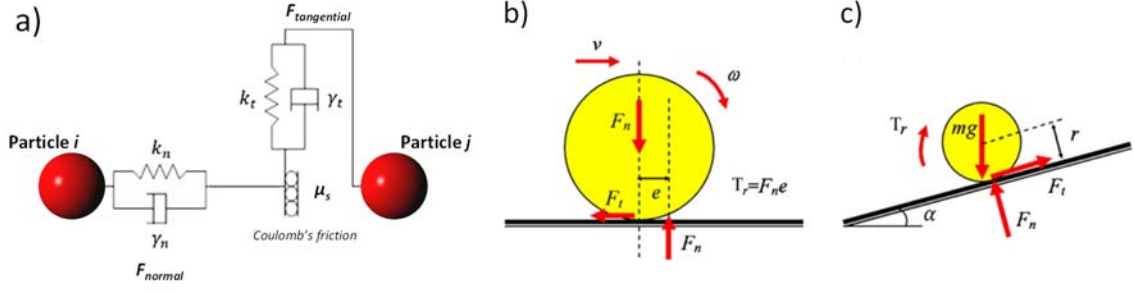 a)
F_tangential
k_t
γ_t
Particle i
Particle j
k_n
γ_n
μ_s
Coulomb's friction
F_normal
b)
v
ω
F_n
e
T_r=F_n e
F_t
F_n
c)
T_r
mg
r
F_t
α
F_n